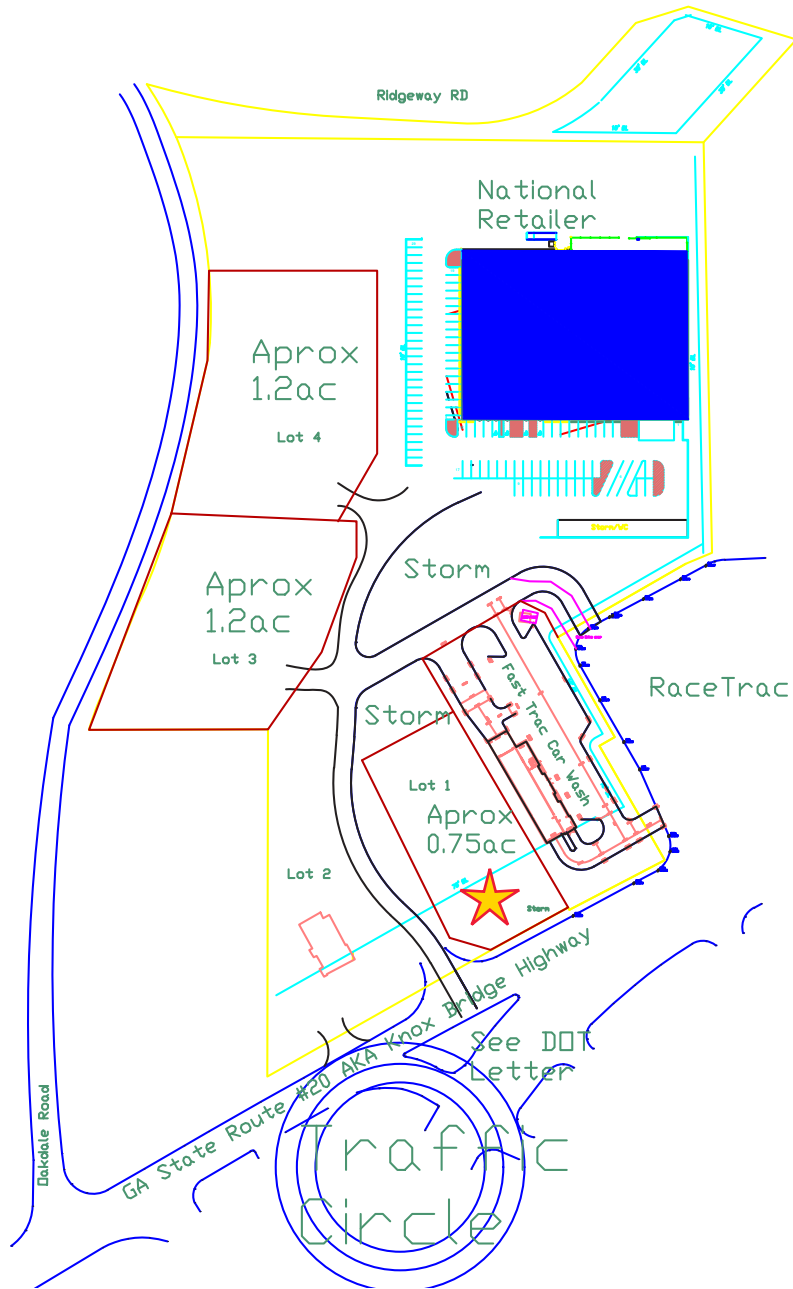 Ridgeway RD
National
Retailer
Aprox
1.2ac
Lot 4
Storm
Aprox
1.2ac
Lot 3
RaceTrac
Storm
Fast Trac Car Wash
Lot 1
Aprox
0.75ac
Lot 2
Storm
GA State Route #20 AKA Knox Bridge Highway
See DOT
Letter
Oakdale Road
Traffic
Circle